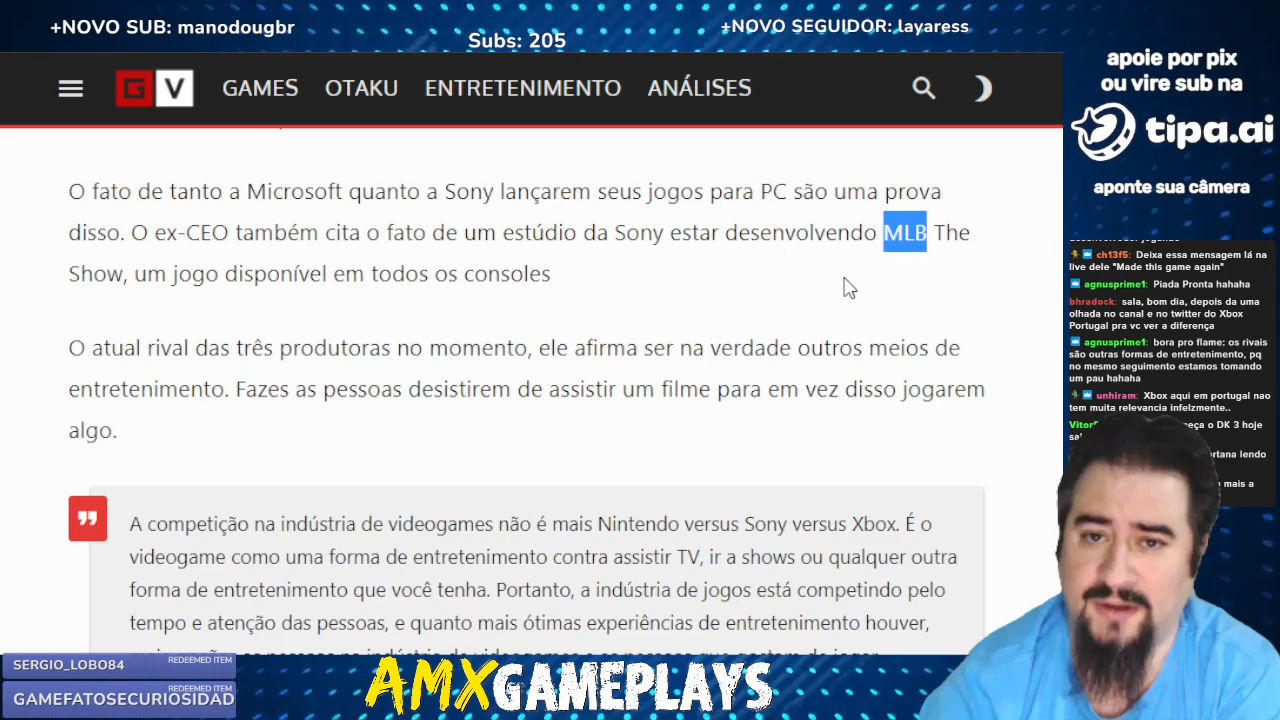 +NOVO SUB: manodougbr
Subs: 205
+NOVO SEGUIDOR: layaress
G V
GAMES
OTAKU
ENTRETENIMENTO
ANÁLISES
O fato de tanto a Microsoft quanto a Sony lançarem seus jogos para PC são uma prova
disso. O ex-CEO também cita o fato de um estúdio da Sony estar desenvolvendo MLB The
Show, um jogo disponível em todos os consoles
O atual rival das três produtoras no momento, ele afirma ser na verdade outros meios de
entretenimento. Fazes as pessoas desistirem de assistir um filme para em vez disso jogarem
algo.
A competição na indústria de videogames não é mais Nintendo versus Sony versus Xbox. É o
videogame como uma forma de entretenimento contra assistir TV, ir a shows ou qualquer outra
forma de entretenimento que você tenha. Portanto, a indústria de jogos está competindo pelo
tempo e atenção das pessoas, e quanto mais ótimas experiências de entretenimento houver,
apoie por pix
ou vire sub na
tipa.ai
aponte sua câmera
ch13f5: Deixa essa mensagem lá na
live dele "Made this game again"
agnusprime1: Piada Pronta hahaha
bhradock: sala, bom dia, depois da uma
olhada no canal e no twitter do Xbox
Portugal pra vc ver a diferença
agnusprime1: bora pro flame: os rivais
são outras formas de entretenimento, pq
no mesmo seguimento estamos tomando
um pau hahaha
unhiram: Xbox aqui em portugal nao
tem muita relevancia infelzmente..
o DK 3 hoje
lendo
mais a
SERGIO_LOBO84
REDEEMED ITEM
GAMEFATOSECURIOSIDAD
REDEEMED ITEM
AMXGAMEPLAYS